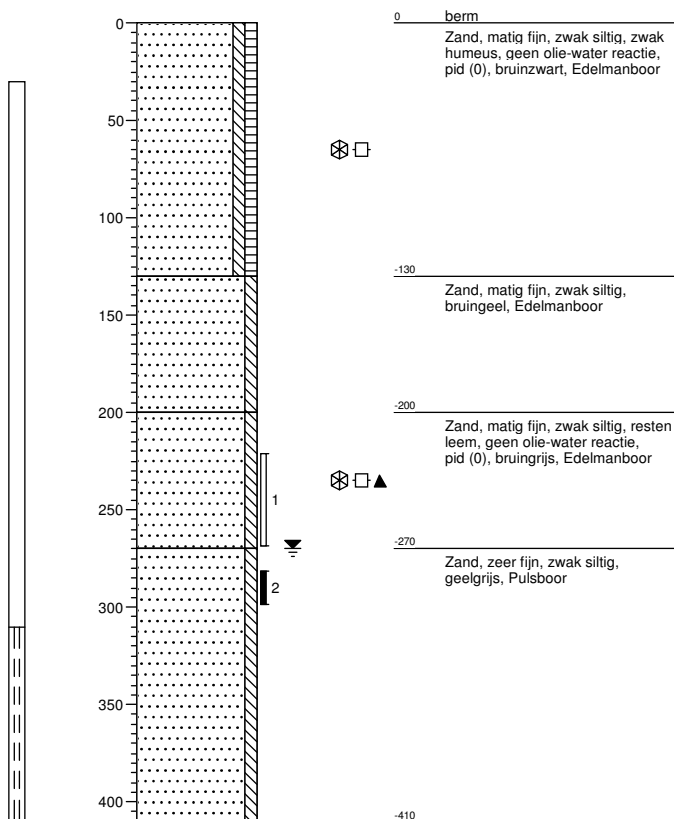 0
50
100
150
200
250
300
350
400
1
2
0
berm
Zand, matig fijn, zwak siltig, zwak
humeus, geen olie-water reactie,
pid (0), bruinzwart, Edelmanboor
-130
Zand, matig fijn, zwak siltig,
bruingeel, Edelmanboor
-200
Zand, matig fijn, zwak siltig, resten
leem, geen olie-water reactie,
pid (0), bruingrijs, Edelmanboor
-270
Zand, zeer fijn, zwak siltig,
geelgrijs, Pulsboor
-410